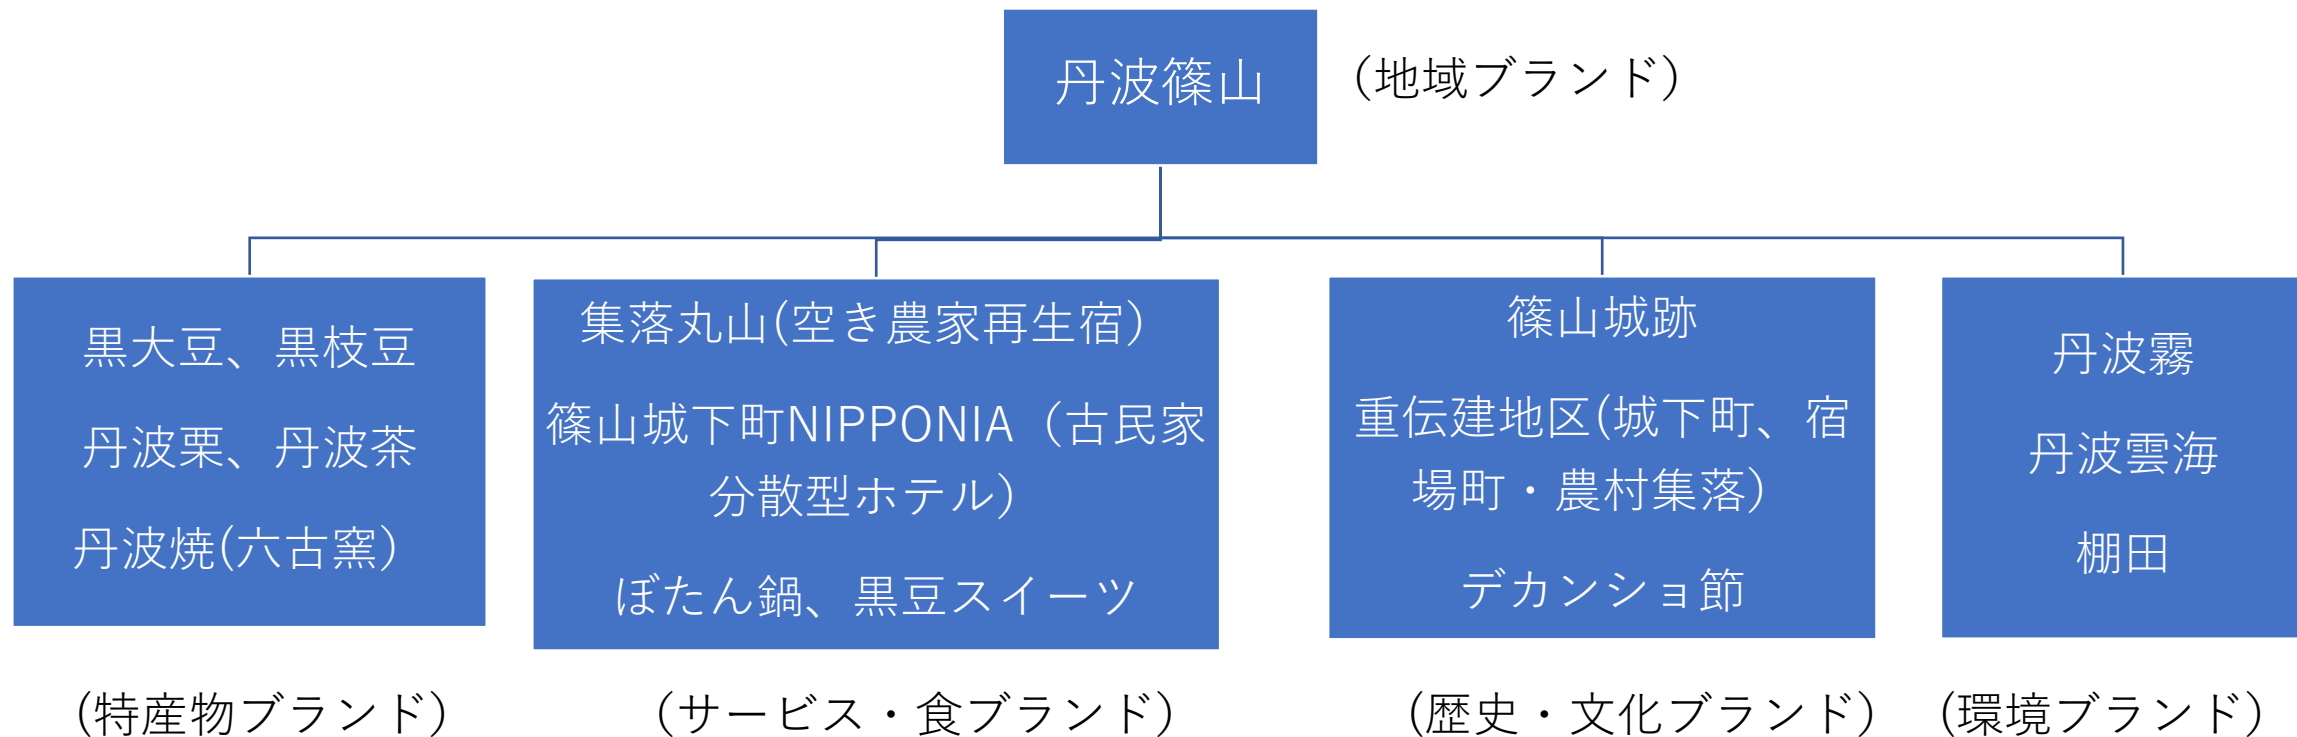 丹波篠山
(地域ブランド）
黒大豆、黒枝豆
丹波栗、丹波茶
丹波焼(六古窯）
集落丸山(空き農家再生宿）
篠山城下町NIPPONIA（古民家
分散型ホテル）
ぼたん鍋、黒豆スイーツ
篠山城跡
重伝建地区(城下町、宿
場町・農村集落）
デカンショ節
丹波霧
丹波雲海
棚田
(特産物ブランド）
（サービス・食ブランド）
(歴史・文化ブランド）
(環境ブランド）